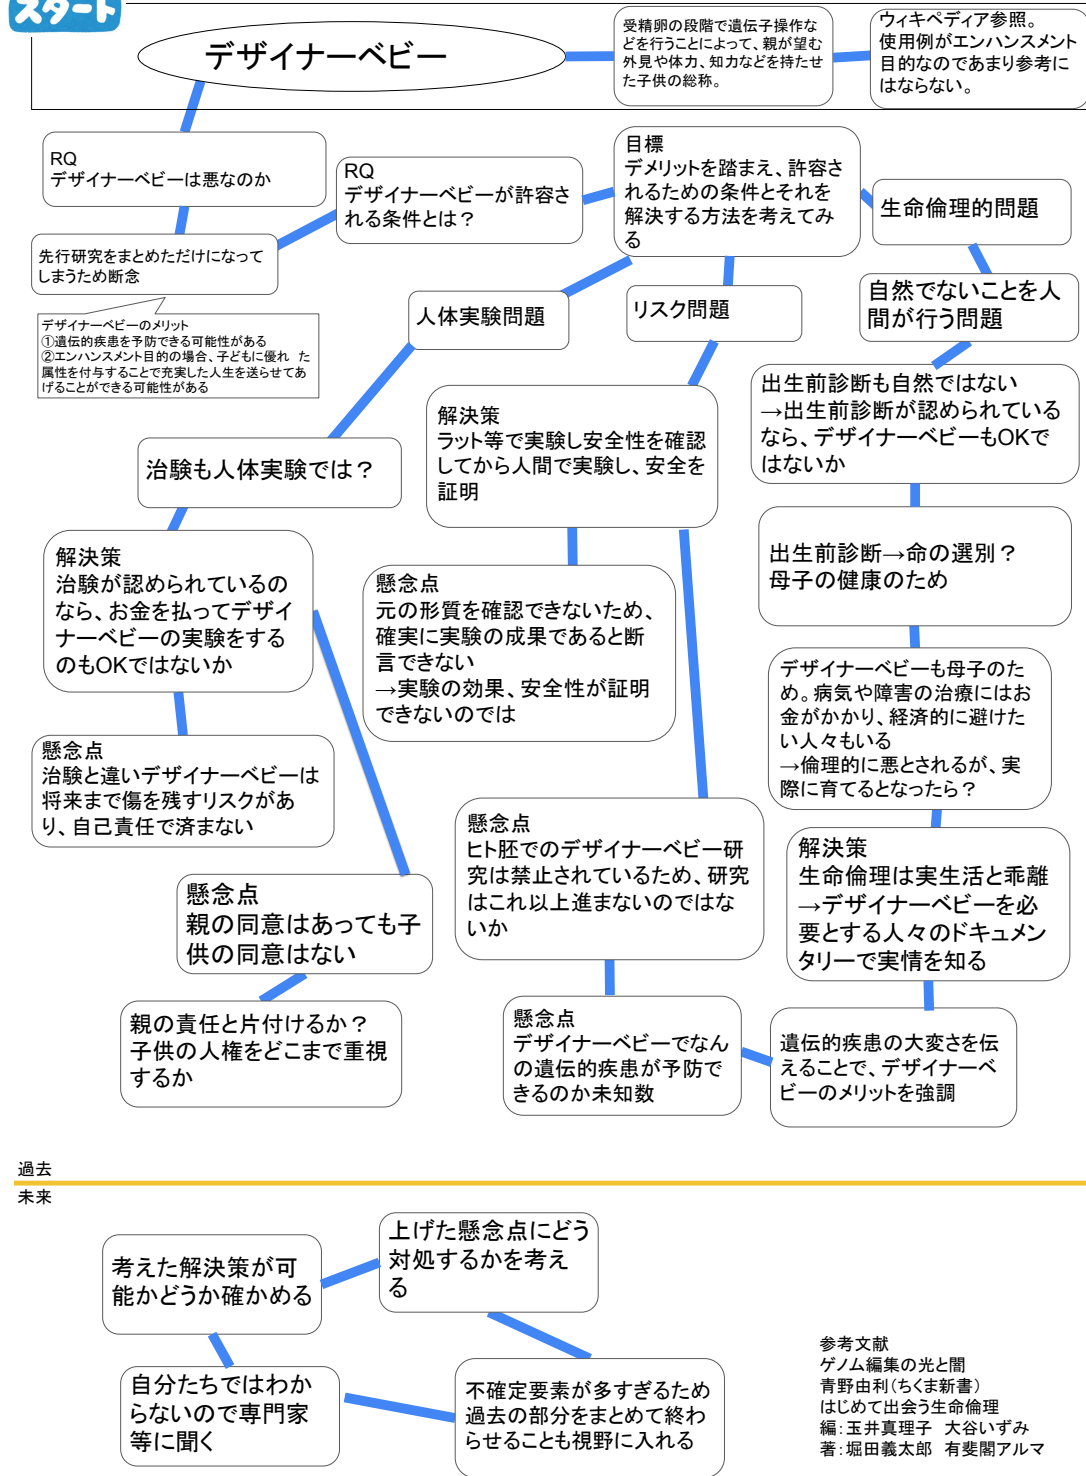 スタート
デザイナーベビー
受精卵の段階で遺伝子操作な
どを行うことによって、親が望む
外見や体力、知力などを持たせ
た子供の総称。
ウィキペディア参照。
使用例がエンハンスメント
目的なのであまり参考に
はならない。
RQ
デザイナーベビーは悪なのか
RQ
デザイナーベビーが許容さ
れる条件とは？
目標
デメリットを踏まえ、許容さ
れるための条件とそれを
解決する方法を考えてみ
る
生命倫理的問題
先行研究をまとめただけになって
しまうため断念
デザイナーベビーのメリット
①遺伝的疾患を予防できる可能性がある
②エンハンスメント目的の場合、子どもに優れ た
属性を付与することで充実した人生を送らせてあ
げることができる可能性がある
人体実験問題
リスク問題
自然でないことを人
間が行う問題
治験も人体実験では？
解決策
ラット等で実験し安全性を確認
してから人間で実験し、安全を
証明
出生前診断も自然ではない
→出生前診断が認められている
なら、デザイナーベビーもOKで
はないか
解決策
治験が認められているの
なら、お金を払ってデザイ
ナーベビーの実験をする
のもOKではないか
懸念点
元の形質を確認できないため、
確実に実験の成果であると断
言できない
→実験の効果、安全性が証明
できないのでは
出生前診断→命の選別？
母子の健康のため
デザイナーベビーも母子のた
め。病気や障害の治療にはお
金がかかり、経済的に避けた
い人々もいる
→倫理的に悪とされるが、実
際に育てるとなったら？
懸念点
治験と違いデザイナーベビーは
将来まで傷を残すリスクがあ
り、自己責任で済まない
懸念点
ヒト胚でのデザイナーベビー研
究は禁止されているため、研究
はこれ以上進まないのではな
いか
解決策
生命倫理は実生活と乖離
→デザイナーベビーを必
要とする人々のドキュメン
タリーで実情を知る
懸念点
親の同意はあっても子
供の同意はない
親の責任と片付けるか？
子供の人権をどこまで重視
するか
懸念点
デザイナーベビーでなん
の遺伝的疾患が予防で
きるのか未知数
遺伝的疾患の大変さを伝
えることで、デザイナーベ
ビーのメリットを強調
過去
未来
考えた解決策が可
能かどうか確かめる
上げた懸念点にどう
対処するかを考え
る
自分たちではわか
らないので専門家
等に聞く
不確定要素が多すぎるため
過去の部分をまとめて終わ
らせることも視野に入れる
参考文献
ゲノム編集の光と闇
青野由利（ちくま新書）
はじめて出会う生命倫理
編：玉井真理子 大谷いずみ
著：堀田義太郎 有斐閣アルマ